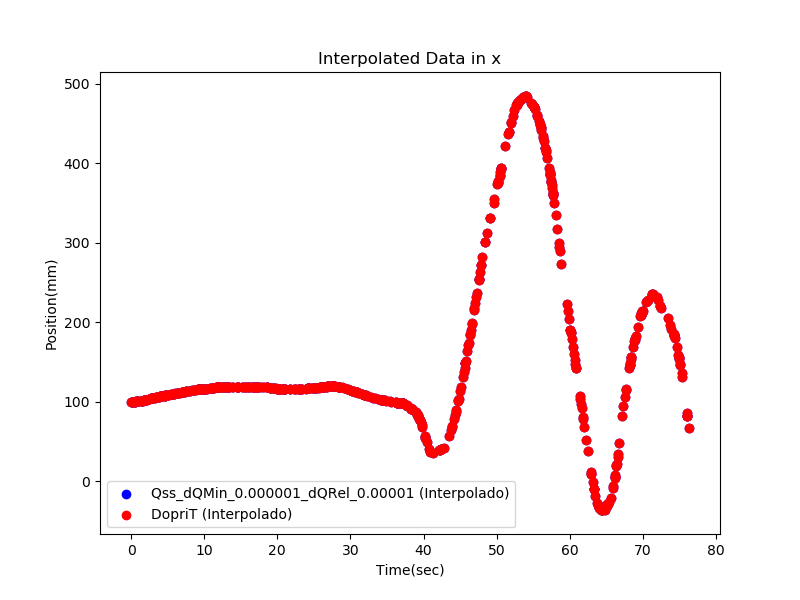 Interpolated Data in x
500
400
300
200
100
0
Position(mm)
Qss_dQMin_0.000001_dQRel_0.00001 (Interpolado)
DopriT (Interpolado)
0 10 20 30 40 50 60 70 80
Time(sec)